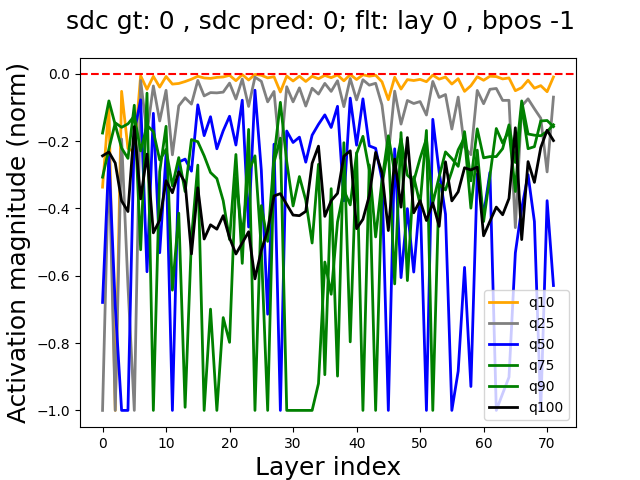 sdc gt: 0 , sdc pred: 0; flt: lay 0 , bpos -1
Activation magnitude (norm)
0.0
−0.2
−0.4
−0.6
−0.8
−1.0
q10
q25
q50
q75
q90
q100
0 10 20 30 40 50 60 70
Layer index